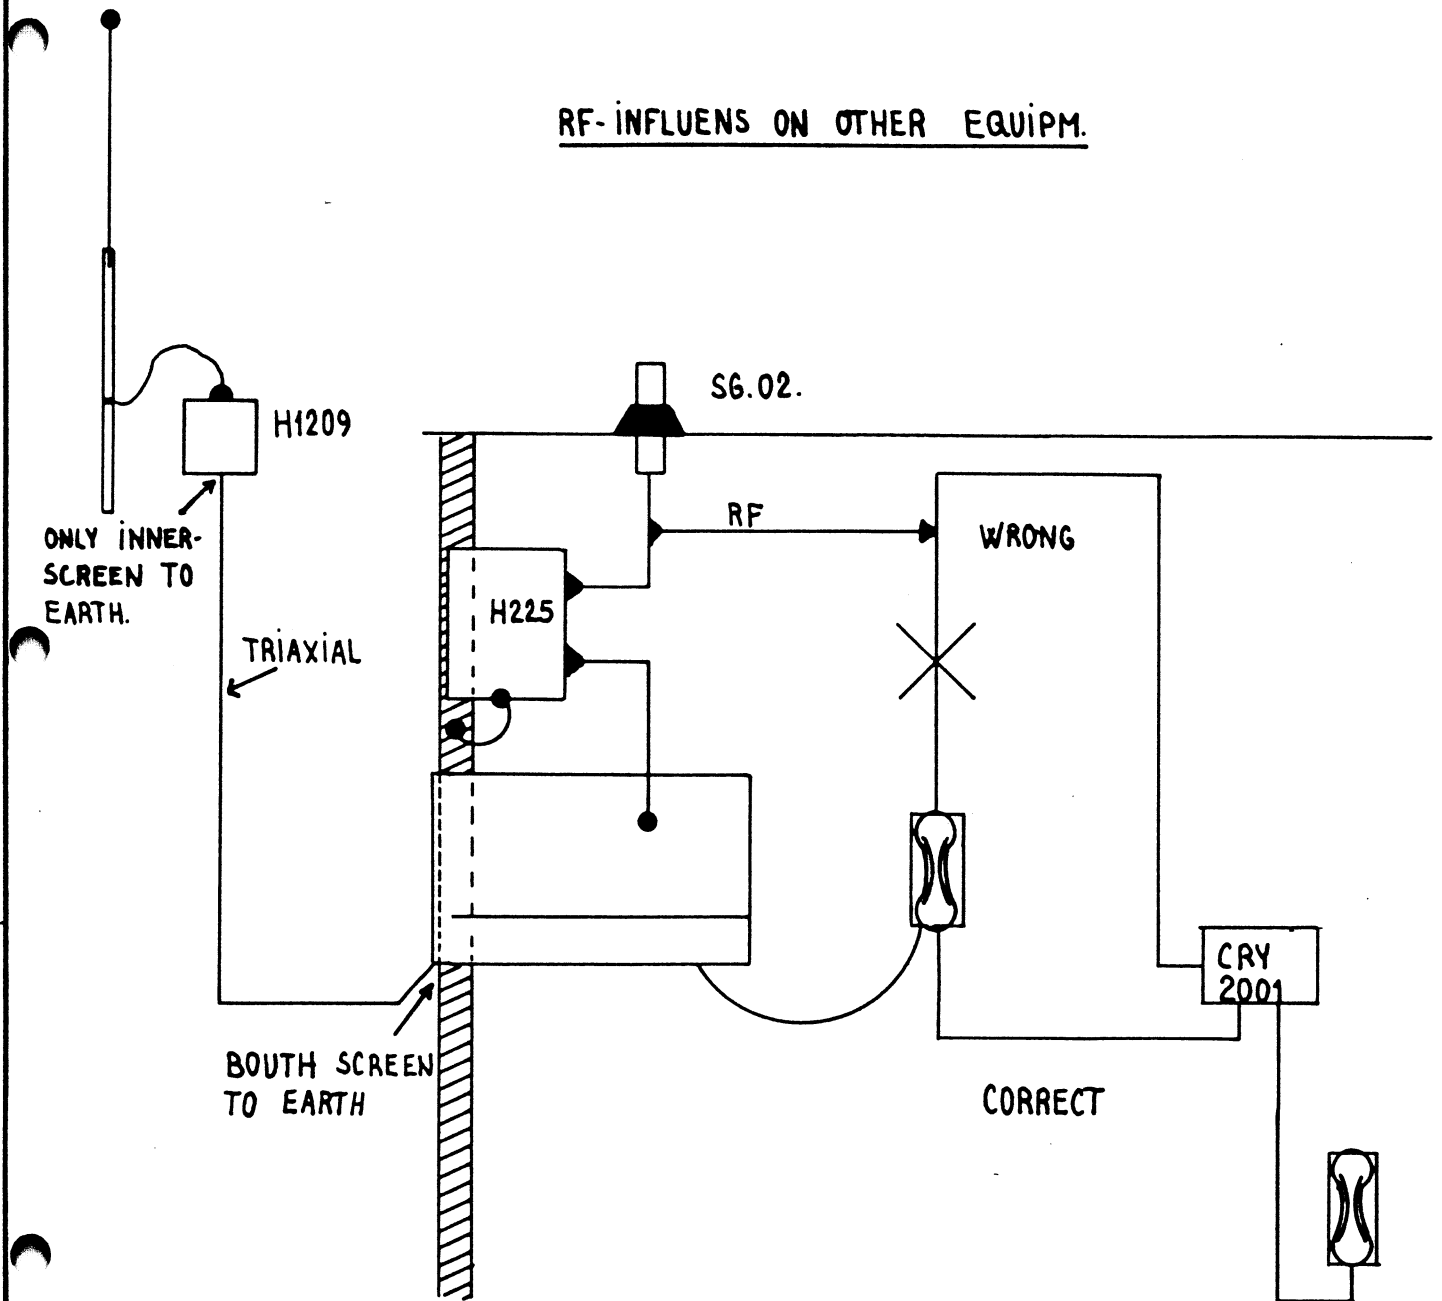 RF-INFLUENS ON OTHER EQUIPM.
SG.02.
H1209
RF
WRONG
ONLY INNER-
SCREEN TO
EARTH.
H225
TRIAXIAL
CRY
2001
BOUTH SCREEN
TO EARTH
CORRECT